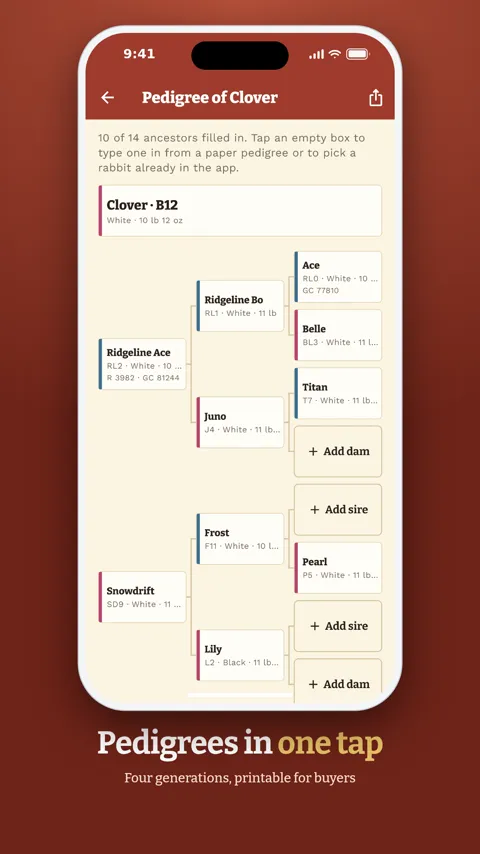 9:41
Pedigree of Clover
10 of 14 ancestors filled in. Tap an empty box to
type one in from a paper pedigree or to pick a
rabbit already in the app.
Clover · B12
White · 10 lb 12 oz
Ace
RL0 · White · 10 ...
GC 77810
Ridgeline Bo
RL1 · White · 11 lb
Belle
BL3 · White · 11 l...
Ridgeline Ace
RL2 · White · 10 ...
R 3982 · GC 81244
Titan
T7 · White · 11 lb...
Juno
J4 · White · 11 lb...
+ Add dam
+ Add sire
Frost
F11 · White · 10 l...
Pearl
P5 · White · 11 lb...
Snowdrift
SD9 · White · 11 ...
+ Add sire
Lily
L2 · Black · 11 lb...
+ Add dam
Pedigrees in one tap
Four generations, printable for buyers